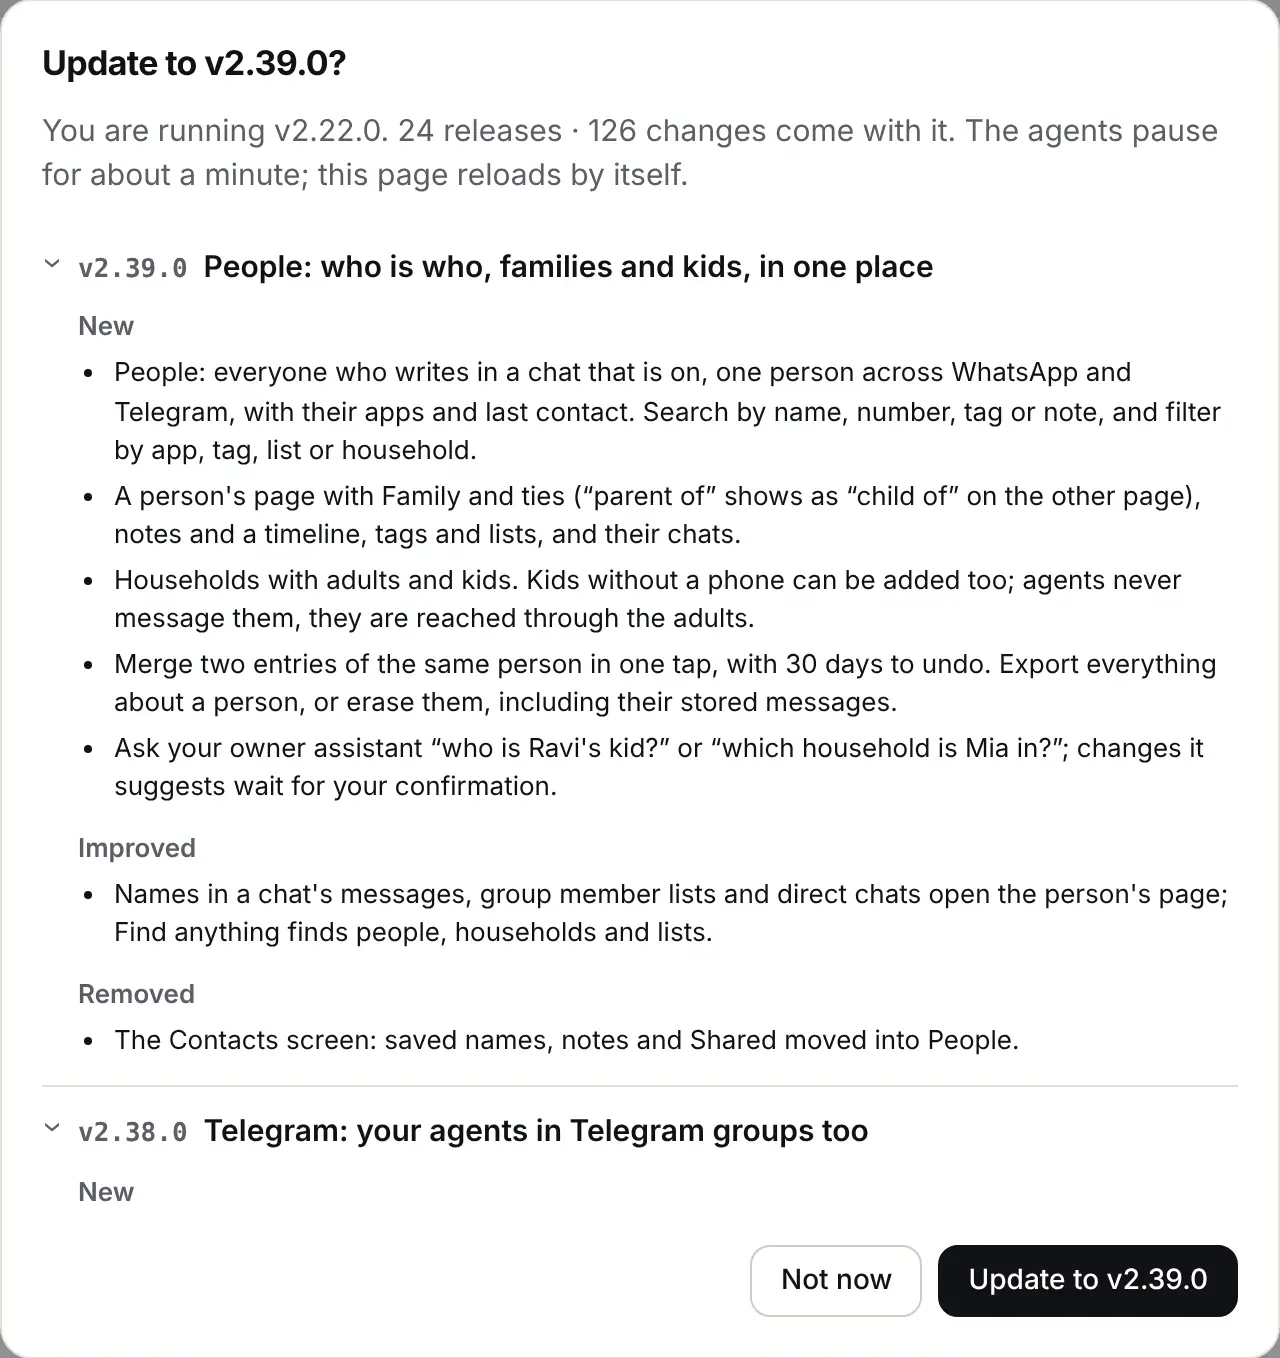 Update to v2.39.0?
You are running v2.22.0. 24 releases · 126 changes come with it. The agents pause
for about a minute; this page reloads by itself.
v2.39.0 People: who is who, families and kids, in one place
New
• People: everyone who writes in a chat that is on, one person across WhatsApp and
Telegram, with their apps and last contact. Search by name, number, tag or note, and filter
by app, tag, list or household.
• A person's page with Family and ties (“parent of” shows as “child of” on the other page),
notes and a timeline, tags and lists, and their chats.
• Households with adults and kids. Kids without a phone can be added too; agents never
message them, they are reached through the adults.
• Merge two entries of the same person in one tap, with 30 days to undo. Export everything
about a person, or erase them, including their stored messages.
• Ask your owner assistant “who is Ravi's kid?” or “which household is Mia in?”; changes it
suggests wait for your confirmation.
Improved
• Names in a chat's messages, group member lists and direct chats open the person's page;
Find anything finds people, households and lists.
Removed
• The Contacts screen: saved names, notes and Shared moved into People.
v2.38.0 Telegram: your agents in Telegram groups too
New
Not now
Update to v2.39.0